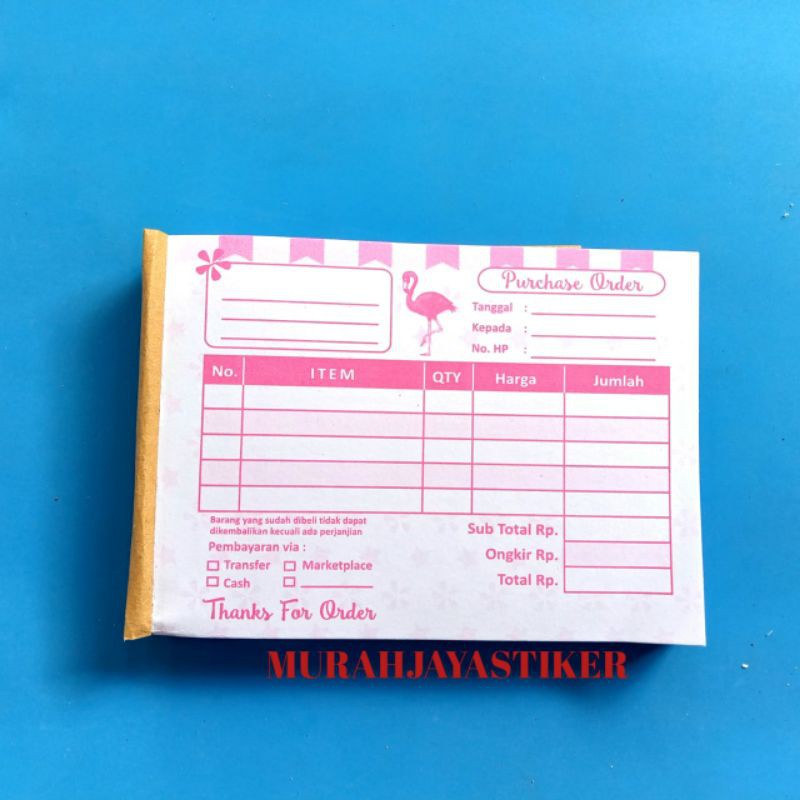 Purchase Order
Tanggal :
Kepada :
No. HP :
No. ITEM QTY Harga Jumlah
Barang yang sudah dibeli tidak dapat
dikembalikan kecuali ada perjanjian
Pembayaran via :
Transfer Marketplace
Cash
Sub Total Rp.
Ongkir Rp.
Total Rp.
Thanks For Order
MURAHJAYASTIKER